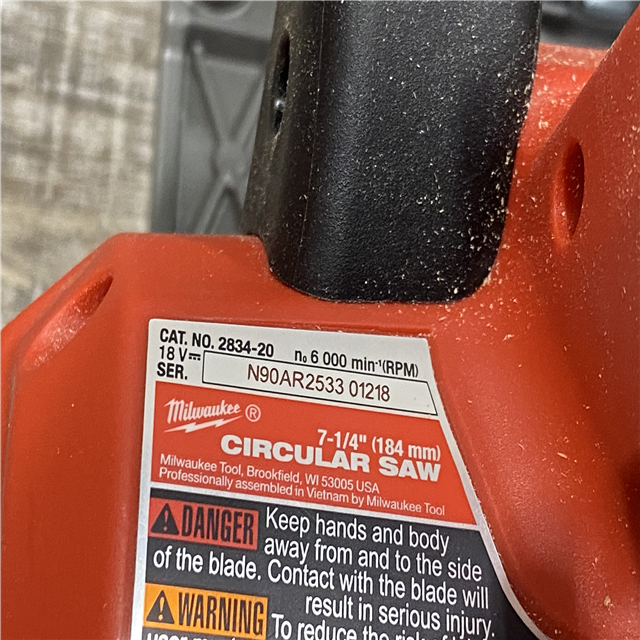 CAT. NO. 2834-20 n₀ 6 000 min⁻¹(RPM)
18 V⎓
SER. N90AR2533 01218
Milwaukee ®
7-1/4" (184 mm)
CIRCULAR SAW
Milwaukee Tool, Brookfield, WI 53005 USA
Professionally assembled in Vietnam by Milwaukee Tool
DANGER Keep hands and body
away from and to the side
of the blade. Contact with the blade will
result in serious injury.
WARNING To reduce the risk of